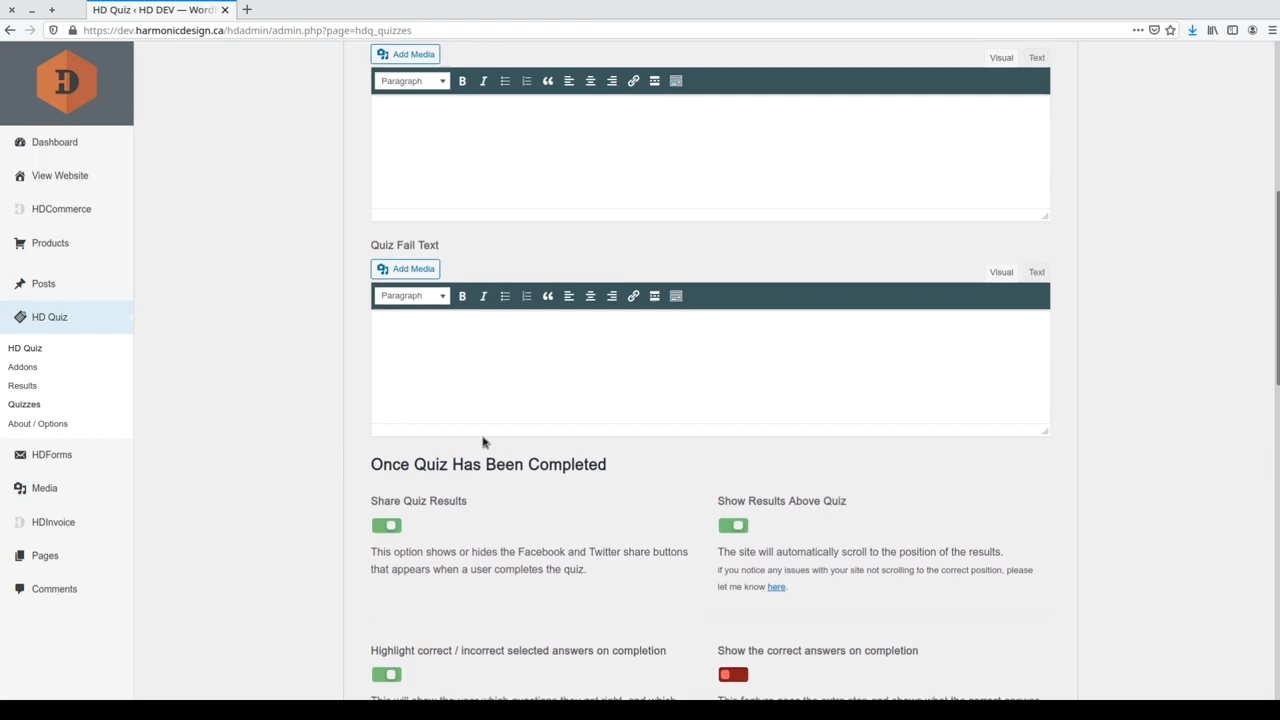 HD Quiz ‹ HD DEV — Word
https://dev.harmonicdesign.ca/hdadmin/admin.php?page=hdq_quizzes
Dashboard
View Website
HDCommerce
Products
Posts
HD Quiz
HD Quiz
Addons
Results
Quizzes
About / Options
HDForms
Media
HDInvoice
Pages
Comments
Add Media
Visual Text
Paragraph
Quiz Fail Text
Add Media
Visual Text
Paragraph
Once Quiz Has Been Completed
Share Quiz Results
This option shows or hides the Facebook and Twitter share buttons
that appears when a user completes the quiz.
Show Results Above Quiz
The site will automatically scroll to the position of the results.
if you notice any issues with your site not scrolling to the correct position, please
let me know here.
Highlight correct / incorrect selected answers on completion
Show the correct answers on completion